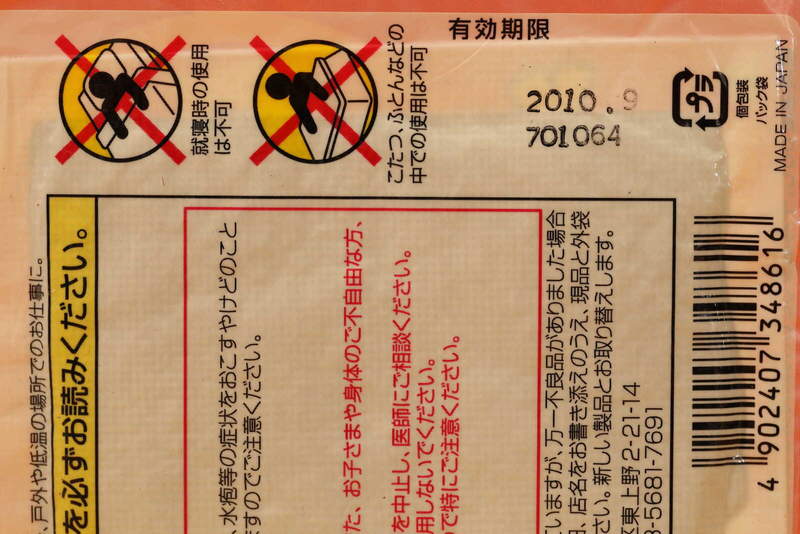 有効期限
2010.9
701064
プラ
個包装
パック袋
MADE IN JAPAN
就寝時の使用
は不可
こたつ、ふとんなどの
中での使用は不可
、戸外や低温の場所でのお仕事に。
を必ずお読みください。
、水疱等の症状をおこすやけどのこと
ますのでご注意ください。
た、お子さまや身体のご不自由な方、
を中止し、医師にご相談ください。
用しないでください。
ので特にご注意ください。
ていますが、万一不良品がありました場合
日、店名をお書き添えのうえ、現品と外袋
さい。新しい製品とお取り替えします。
区東上野2-21-14
3-5681-7691
4 902407 348616